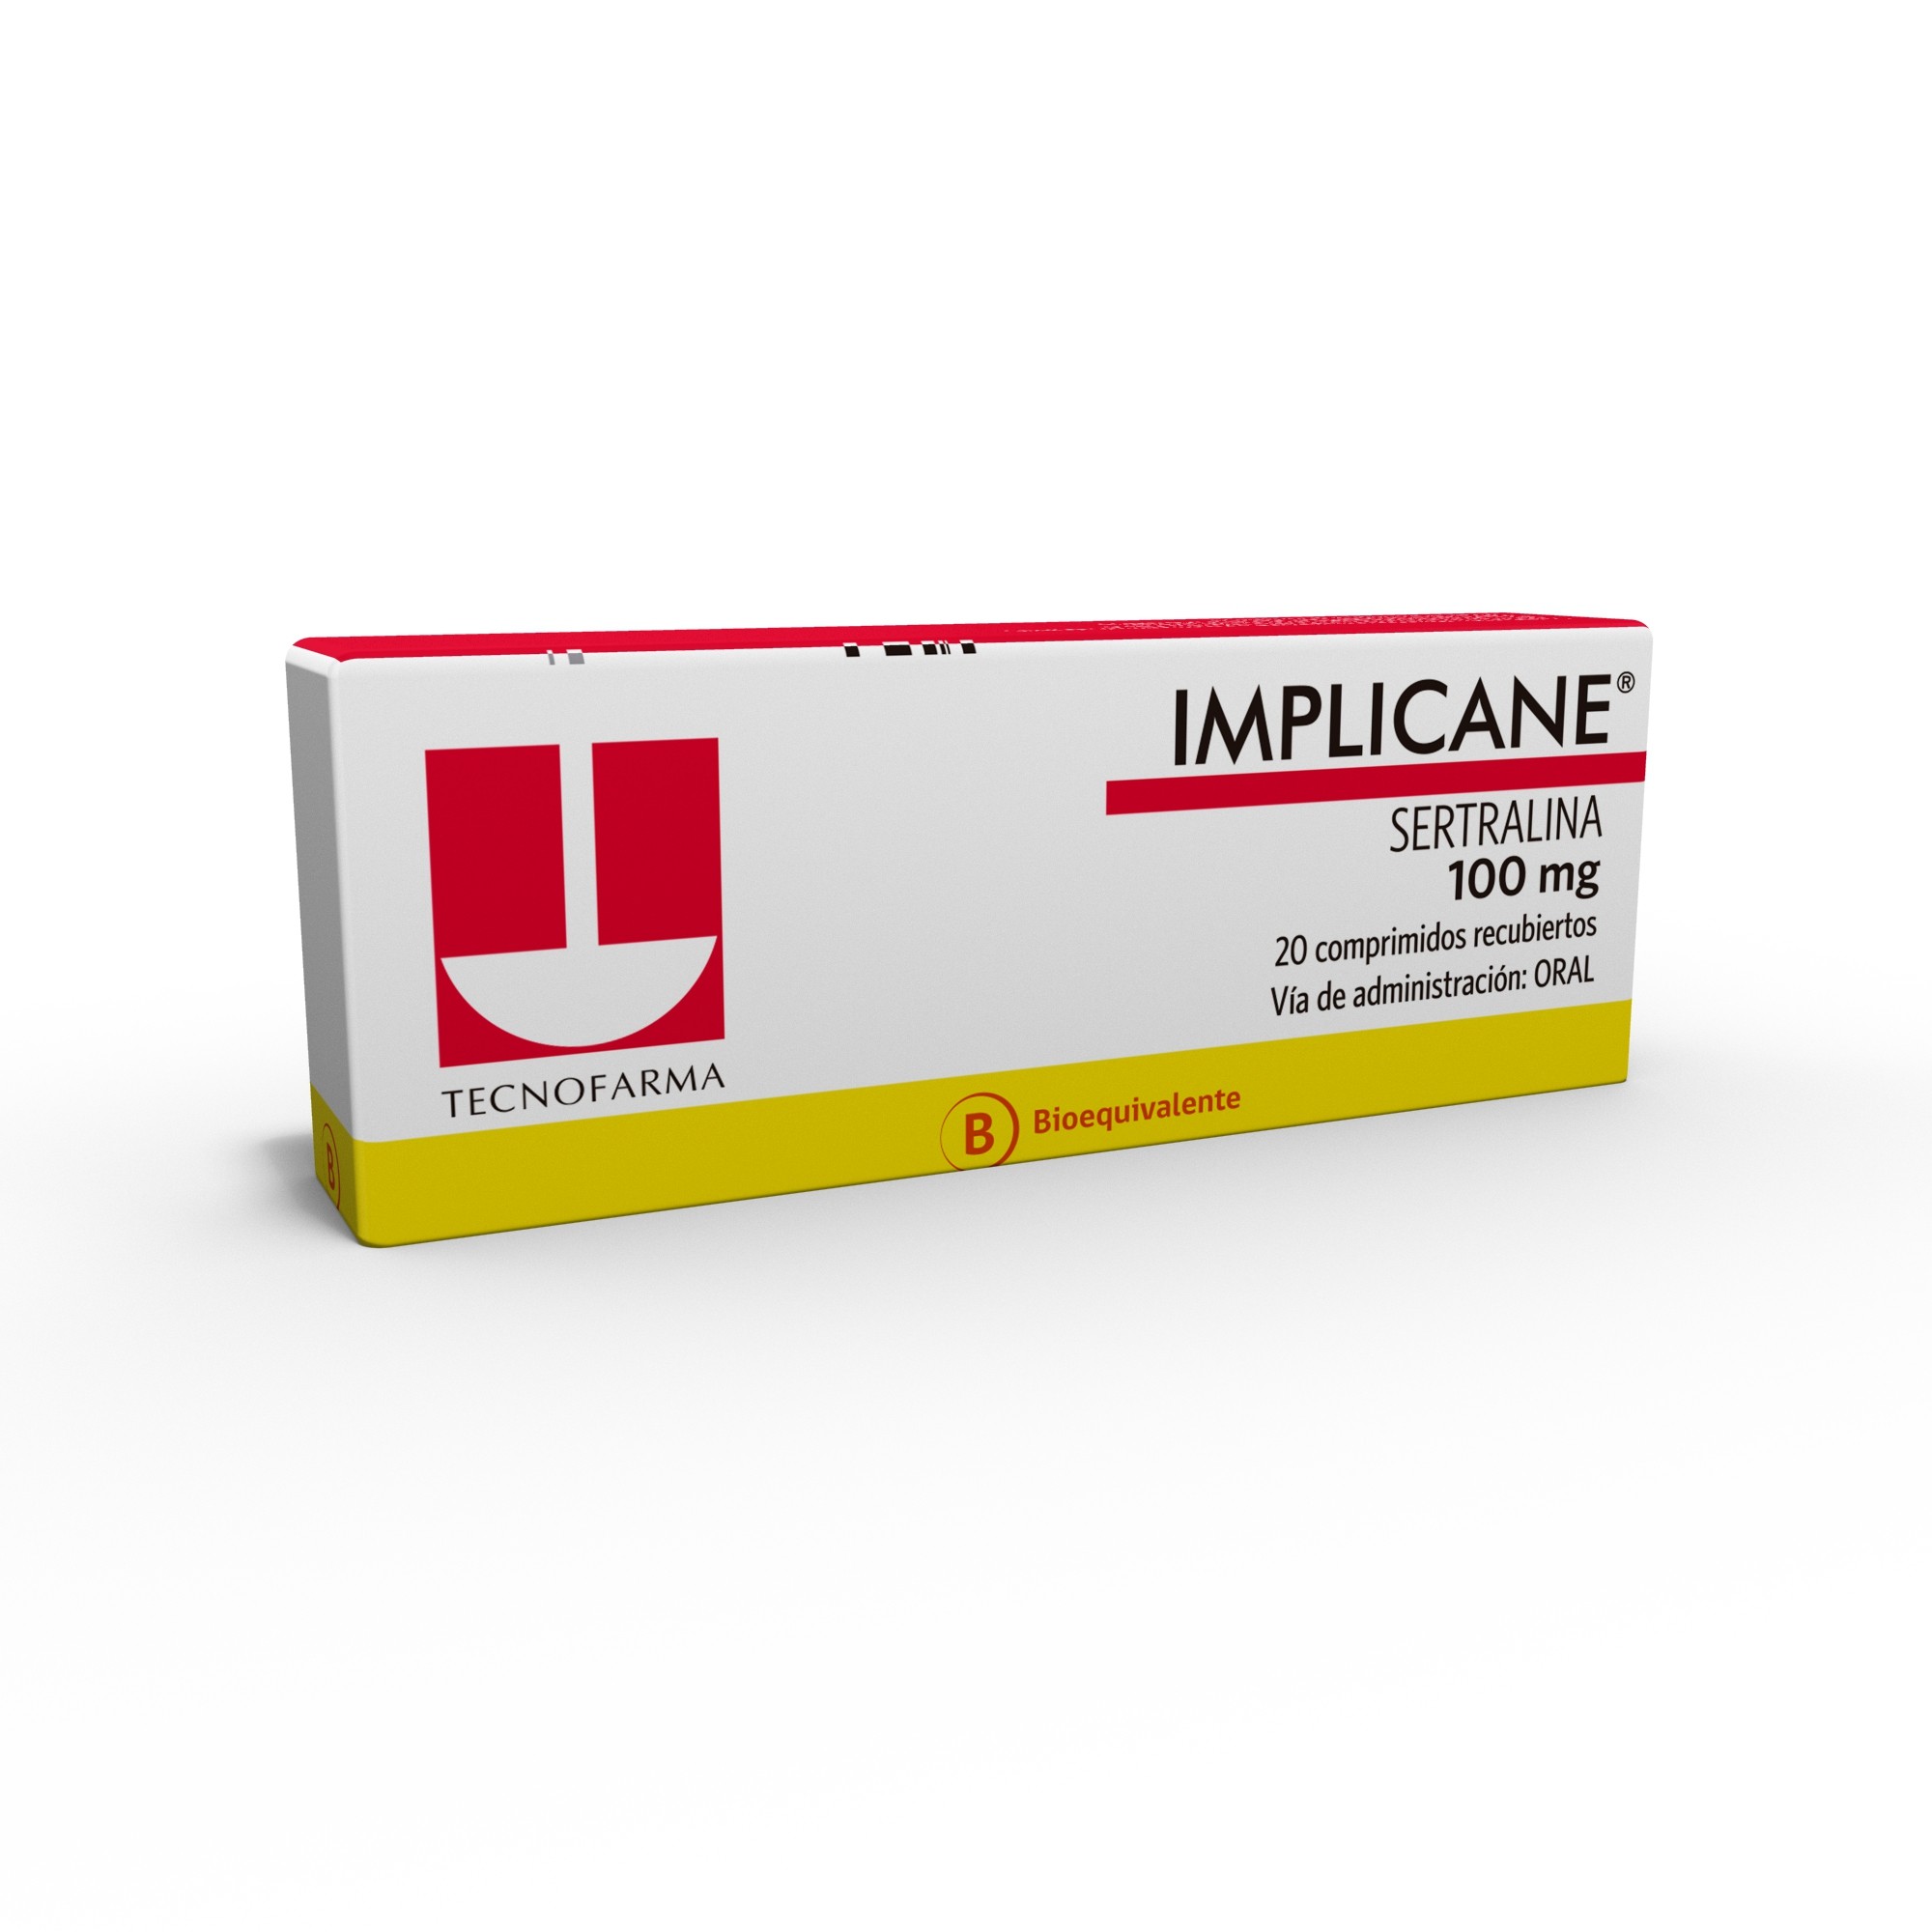 IMPLICANE®
SERTRALINA
100 mg
20 comprimidos recubiertos
Vía de administración: ORAL
TECNOFARMA
B Bioequivalente
B